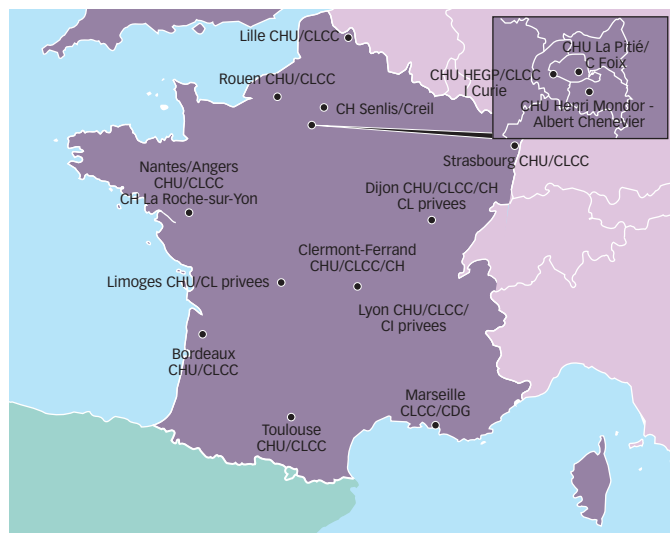 Lille CHU/CLCC
Rouen CHU/CLCC
CH Senlis/Creil
CHU La Pitié/
C Foix
CHU HEGP/CLCC
I Curie
CHU Henri Mondor -
Albert Chenevier
Strasbourg CHU/CLCC
Nantes/Angers
CHU/CLCC
CH La Roche-sur-Yon
Dijon CHU/CLCC/CH
CL privees
Clermont-Ferrand
CHU/CLCC/CH
Limoges CHU/CL privees
Lyon CHU/CLCC/
CI privees
Bordeaux
CHU/CLCC
Marseille
CLCC/CDG
Toulouse
CHU/CLCC